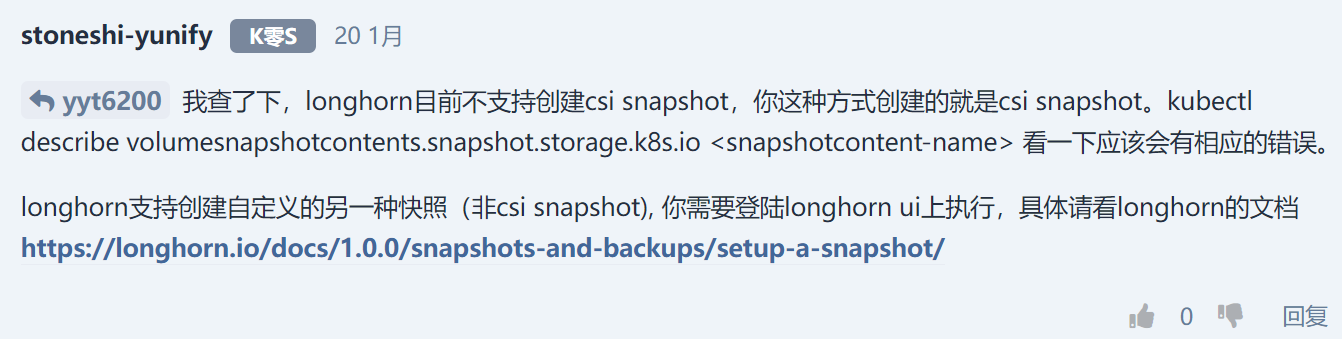 stoneshi-yunify K零S 20 1月
yyt6200 我查了下，longhorn目前不支持创建csi snapshot，你这种方式创建的就是csi snapshot。kubectl
describe volumesnapshotcontents.snapshot.storage.k8s.io <snapshotcontent-name> 看一下应该会有相应的错误。
longhorn支持创建自定义的另一种快照（非csi snapshot), 你需要登陆longhorn ui上执行，具体请看longhorn的文档
https://longhorn.io/docs/1.0.0/snapshots-and-backups/setup-a-snapshot/
0 回复